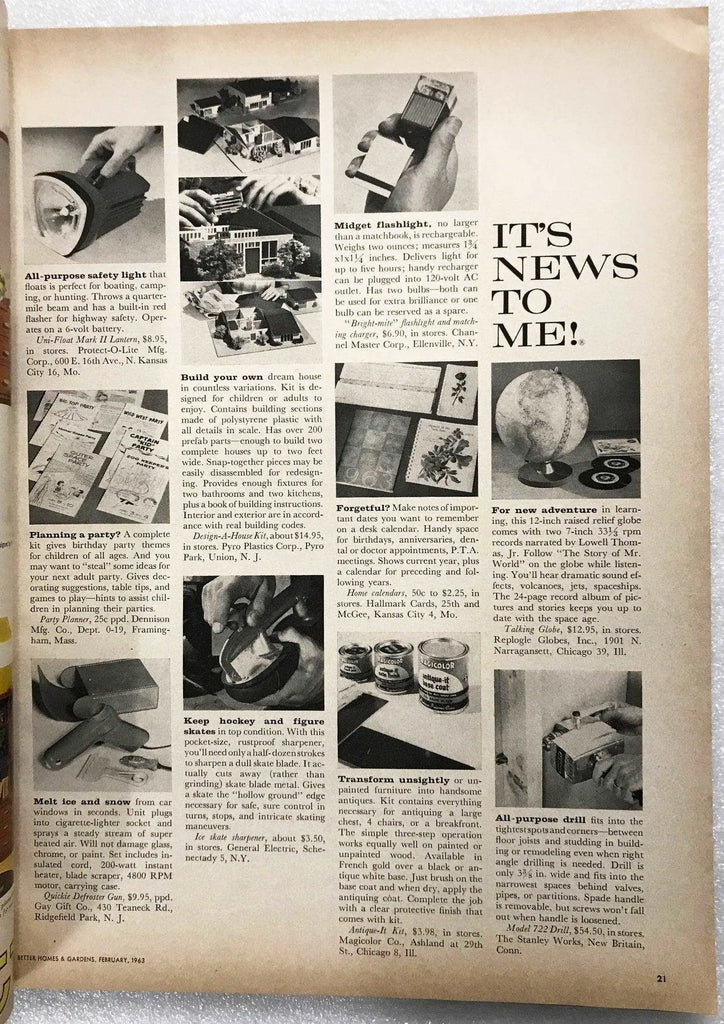 All-purpose safety light that
floats is perfect for boating, camp-
ing, or hunting. Throws a quarter-
mile beam and has a built-in red
flasher for highway safety. Oper-
ates on a 6-volt battery.
Uni-Float Mark II Lantern, $8.95,
in stores. Protect-O-Lite Mfg.
Corp., 600 E. 16th Ave., N. Kansas
City 16, Mo.
BIG TOP PARTY
WILD WEST PARTY
CAPTAIN
KID
PARTY
OUTER
SPACE
PARTY
ZOO KEEPER'S
PARTY
Planning a party? A complete
kit gives birthday party themes
for children of all ages. And you
may want to "steal" some ideas for
your next adult party. Gives dec-
orating suggestions, table tips, and
games to play—hints to assist chil-
dren in planning their parties.
Party Planner, 25c ppd. Dennison
Mfg. Co., Dept. 0-19, Framing-
ham, Mass.
Melt ice and snow from car
windows in seconds. Unit plugs
into cigarette-lighter socket and
sprays a steady stream of super
heated air. Will not damage glass,
chrome, or paint. Set includes in-
sulated cord, 200-watt instant
heater, blade scraper, 4800 RPM
motor, carrying case.
Quickie Defroster Gun, $9.95, ppd.
Gay Gift Co., 430 Teaneck Rd.,
Ridgefield Park, N. J.
Build your own dream house
in countless variations. Kit is de-
signed for children or adults to
enjoy. Contains building sections
made of polystyrene plastic with
all details in scale. Has over 200
prefab parts—enough to build two
complete houses up to two feet
wide. Snap-together pieces may be
easily disassembled for redesign-
ing. Provides enough fixtures for
two bathrooms and two kitchens,
plus a book of building instructions.
Interior and exterior are in accord-
ance with real building codes.
Design-A-House Kit, about $14.95,
in stores. Pyro Plastics Corp., Pyro
Park, Union, N. J.
Keep hockey and figure
skates in top condition. With this
pocket-size, rustproof sharpener,
you'll need only a half-dozen strokes
to sharpen a dull skate blade. It ac-
tually cuts away (rather than
grinding) skate blade metal. Gives
a skate the "hollow ground" edge
necessary for safe, sure control in
turns, stops, and intricate skating
maneuvers.
Ice skate sharpener, about $3.50,
in stores. General Electric, Sche-
nectady 5, N.Y.
Midget flashlight, no larger
than a matchbook, is rechargeable.
Weighs two ounces; measures 1¾
x1x1¼ inches. Delivers light for
up to five hours; handy recharger
can be plugged into 120-volt AC
outlet. Has two bulbs—both can
be used for extra brilliance or one
bulb can be reserved as a spare.
"Bright-mite" flashlight and match-
ing charger, $6.90, in stores. Chan-
nel Master Corp., Ellenville, N.Y.
Forgetful? Make notes of impor-
tant dates you want to remember
on a desk calendar. Handy space
for birthdays, anniversaries, den-
tal or doctor appointments, P.T.A.
meetings. Shows current year, plus
a calendar for preceding and fol-
lowing years.
Home calendars, 50c to $2.25, in
stores. Hallmark Cards, 25th and
McGee, Kansas City 4, Mo.
MAGICOLOR
antique-it
base coat
Transform unsightly or un-
painted furniture into handsome
antiques. Kit contains everything
necessary for antiquing a large
chest, 4 chairs, or a breakfront.
The simple three-step operation
works equally well on painted or
unpainted wood. Available in
French gold over a black or an-
tique white base. Just brush on the
base coat and when dry, apply the
antiquing coat. Complete the job
with a clear protective finish that
comes with kit.
Antique-It Kit, $3.98, in stores.
Magicolor Co., Ashland at 29th
St., Chicago 8, Ill.
IT'S
NEWS
TO
ME!®
For new adventure in learn-
ing, this 12-inch raised relief globe
comes with two 7-inch 33⅓ rpm
records narrated by Lowell Thom-
as, Jr. Follow "The Story of Mr.
World" on the globe while listen-
ing. You'll hear dramatic sound ef-
fects, volcanoes, jets, spaceships.
The 24-page record album of pic-
tures and stories keeps you up to
date with the space age.
Talking Globe, $12.95, in stores.
Replogle Globes, Inc., 1901 N.
Narragansett, Chicago 39, Ill.
All-purpose drill fits into the
tightest spots and corners—between
floor joists and studding in build-
ing or remodeling even when right
angle drilling is needed. Drill is
only 3⅜ in. wide and fits into the
narrowest spaces behind valves,
pipes, or partitions. Spade handle
is removable, but screws won't fall
out when handle is loosened.
Model 722 Drill, $54.50, in stores.
The Stanley Works, New Britain,
Conn.
BETTER HOMES & GARDENS, FEBRUARY, 1963
21